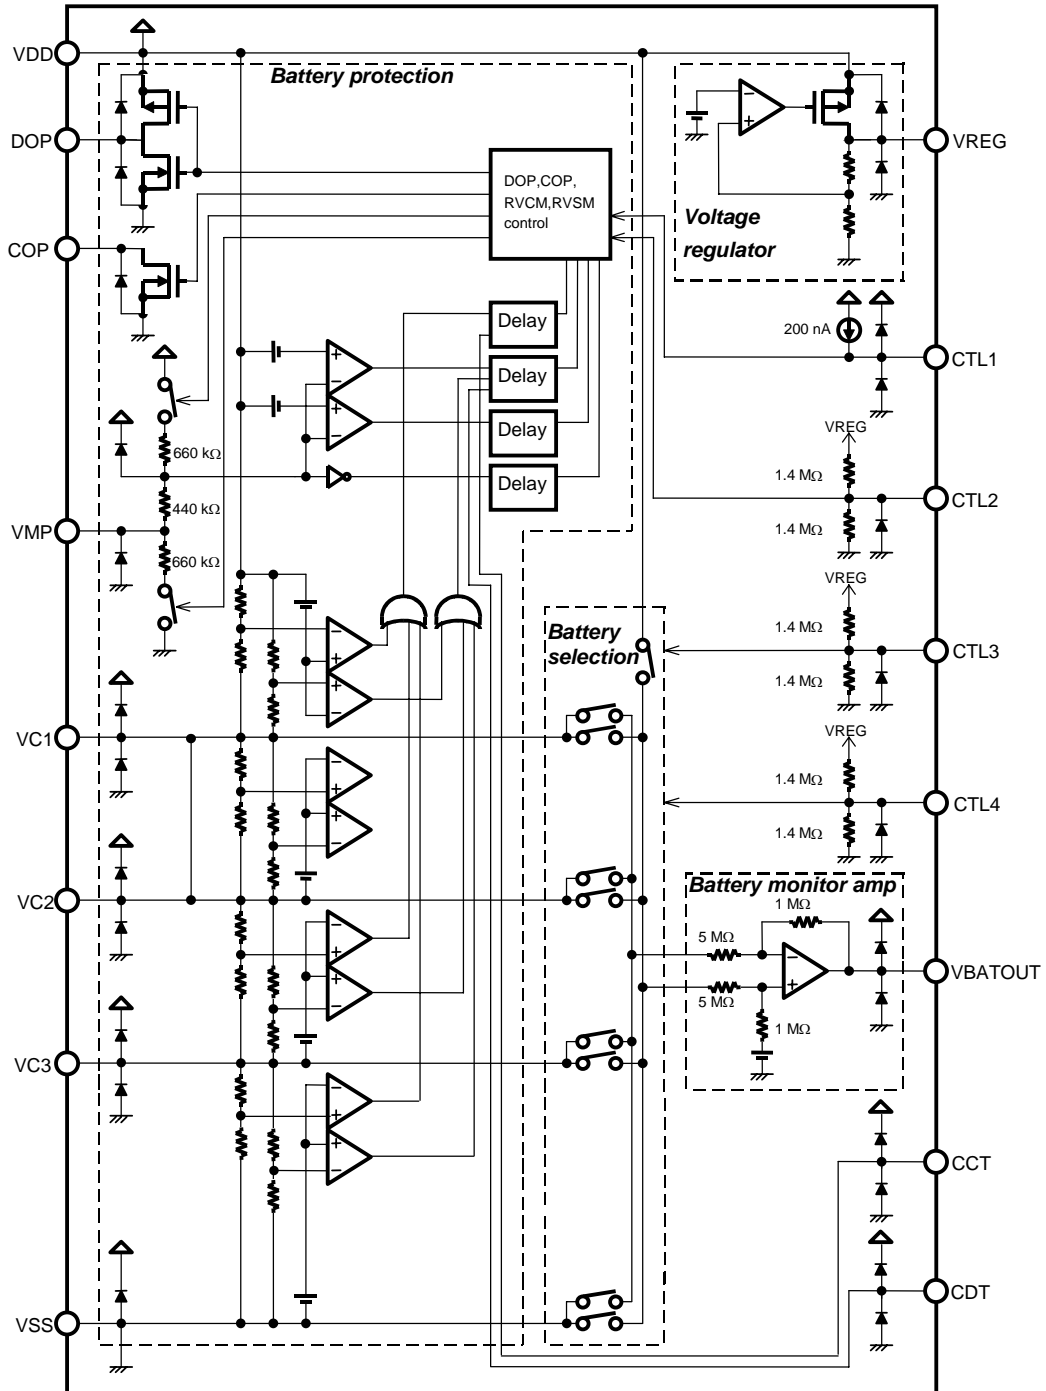 VDD
Battery protection
DOP
VREG
DOP,COP,
RVCM,RVSM
control
Voltage
regulator
COP
Delay
200 nA
CTL1
Delay
Delay
VREG
660 kΩ
Delay
1.4 MΩ
CTL2
440 kΩ
VMP
1.4 MΩ
660 kΩ
VREG
Battery
selection
1.4 MΩ
CTL3
1.4 MΩ
VC1
VREG
1.4 MΩ
CTL4
1.4 MΩ
Battery monitor amp
VC2
1 MΩ
5 MΩ
VBATOUT
5 MΩ
1 MΩ
VC3
CCT
CDT
VSS